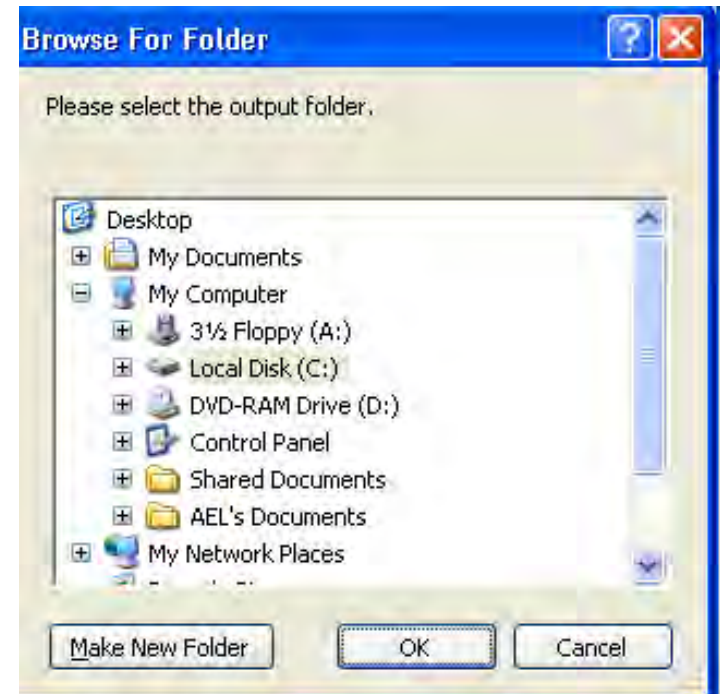 Browse For Folder
Please select the output folder.
Desktop
My Documents
My Computer
3½ Floppy (A:)
Local Disk (C:)
DVD-RAM Drive (D:)
Control Panel
Shared Documents
AEL's Documents
My Network Places
Make New Folder
OK
Cancel